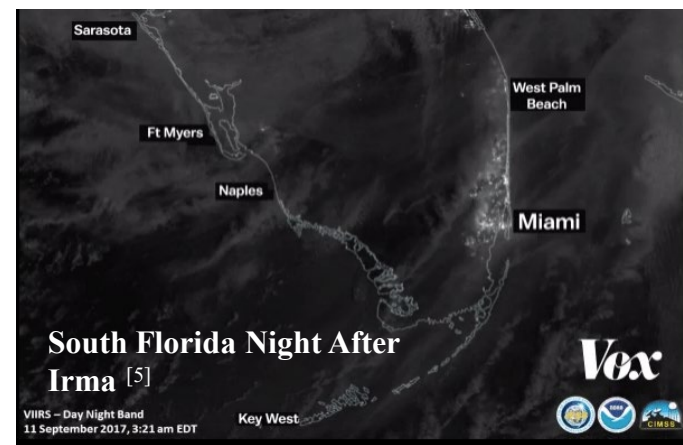 Sarasota
West Palm
Beach
Ft Myers
Naples
Miami
South Florida Night After
Irma [5]
Vox
VIIRS – Day Night Band
11 September 2017, 3:21 am EDT
Key West
CIMSS